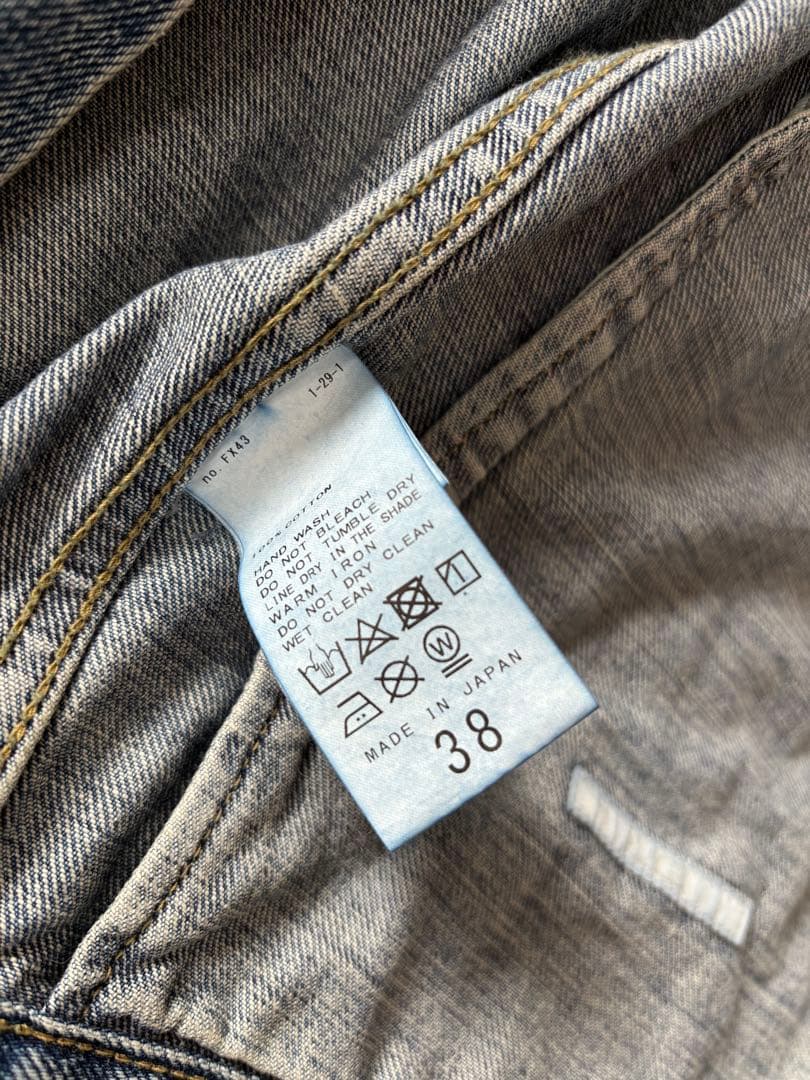 no. FX43 1-29-1
100%COTTON
HAND WASH
DO NOT BLEACH
DO NOT TUMBLE DRY
LINE DRY IN THE SHADE
WARM IRON
DO NOT DRY CLEAN
WET CLEAN
W
MADE IN JAPAN
38